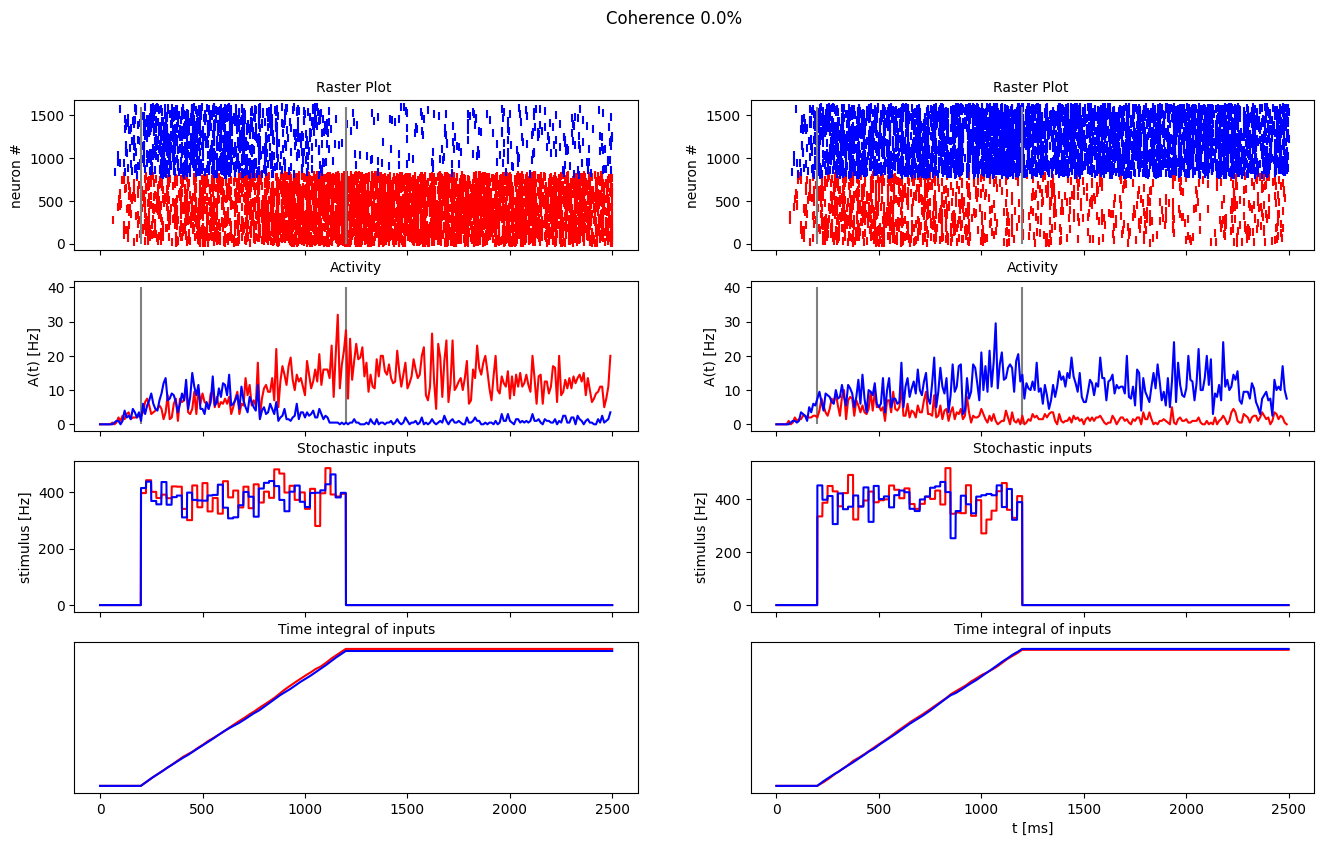 Coherence 0.0%
Raster Plot
neuron #
1500
1000
500
0
Activity
A(t) [Hz]
40
30
20
10
0
Stochastic inputs
stimulus [Hz]
400
200
0
Time integral of inputs
0
500
1000
1500
2000
2500
Raster Plot
neuron #
1500
1000
500
0
Activity
A(t) [Hz]
40
30
20
10
0
Stochastic inputs
stimulus [Hz]
400
200
0
Time integral of inputs
0
500
1000
1500
2000
2500
t [ms]